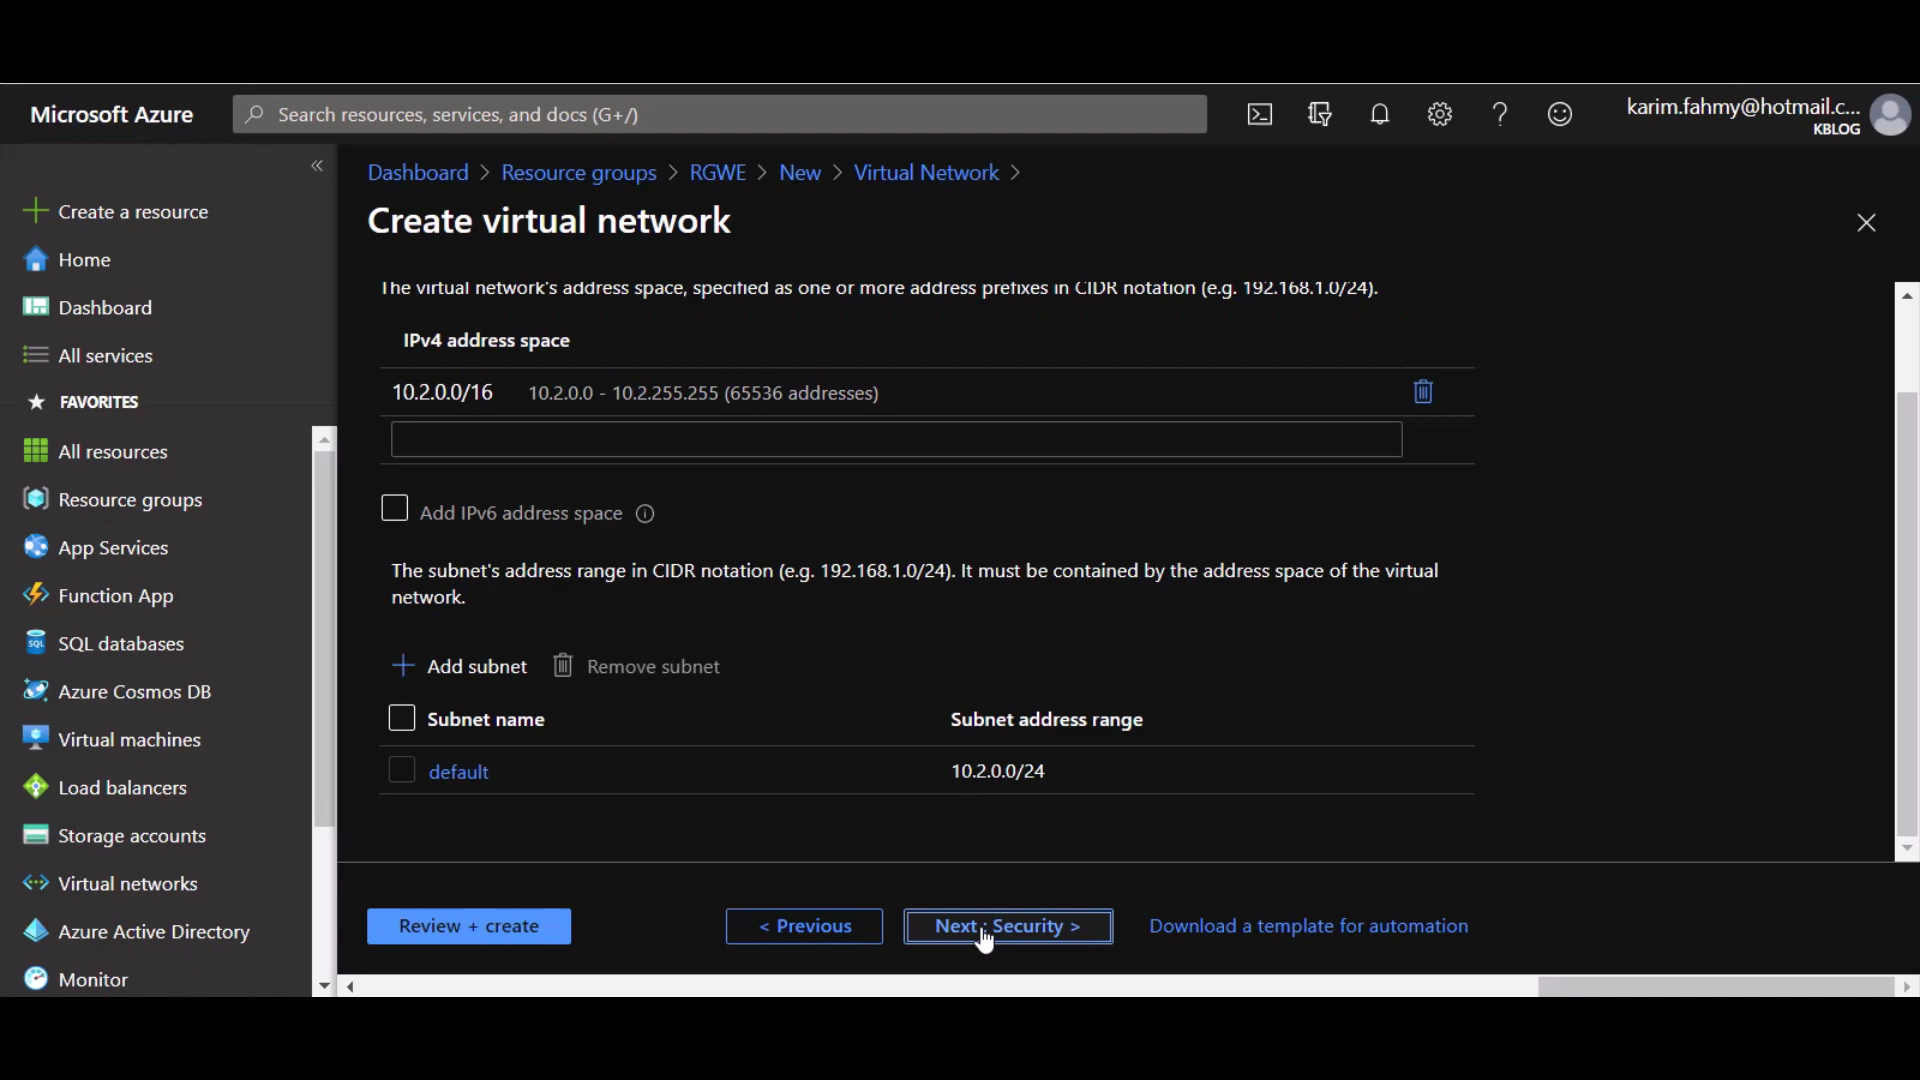 Microsoft Azure
Search resources, services, and docs (G+/)
karim.fahmy@hotmail.c...
KBLOG
Dashboard > Resource groups > RGWE > New > Virtual Network >
Create virtual network
Create a resource
Home
Dashboard
All services
FAVORITES
All resources
Resource groups
App Services
Function App
SQL databases
Azure Cosmos DB
Virtual machines
Load balancers
Storage accounts
Virtual networks
Azure Active Directory
Monitor
The virtual network's address space, specified as one or more address prefixes in CIDR notation (e.g. 192.168.1.0/24).
IPv4 address space
10.2.0.0/16 10.2.0.0 - 10.2.255.255 (65536 addresses)
Add IPv6 address space
The subnet's address range in CIDR notation (e.g. 192.168.1.0/24). It must be contained by the address space of the virtual
network.
Add subnet Remove subnet
Subnet name Subnet address range
default 10.2.0.0/24
Review + create < Previous Next : Security > Download a template for automation